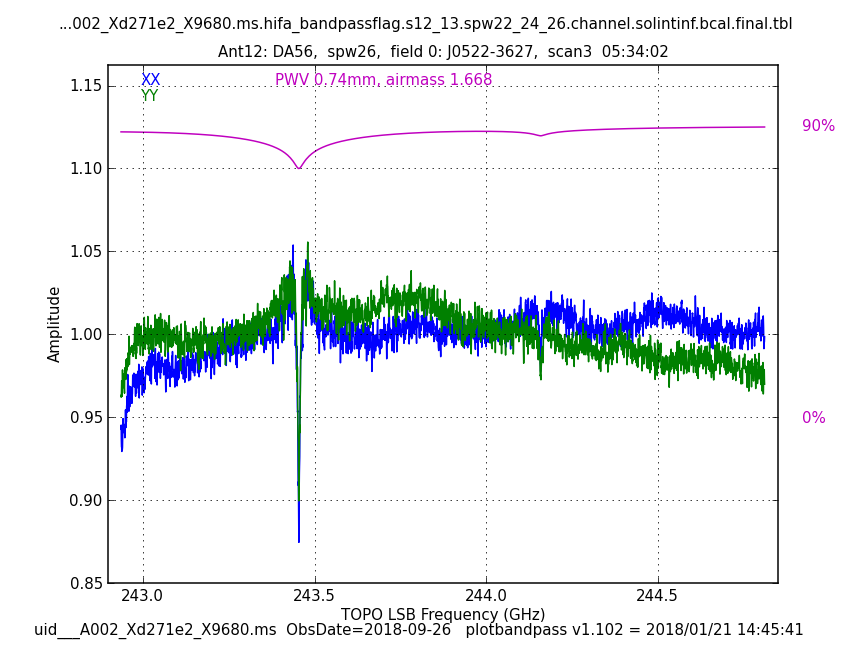 ...002_Xd271e2_X9680.ms.hifa_bandpassflag.s12_13.spw22_24_26.channel.solintinf.bcal.final.tbl
Ant12: DA56,  spw26,  field 0: J0522-3627,  scan3  05:34:02
XX
YY
PWV 0.74mm, airmass 1.668
1.15
1.10
1.05
1.00
0.95
0.90
0.85
Amplitude
90%
0%
243.0 243.5 244.0 244.5
TOPO LSB Frequency (GHz)
uid___A002_Xd271e2_X9680.ms  ObsDate=2018-09-26   plotbandpass v1.102 = 2018/01/21 14:45:41